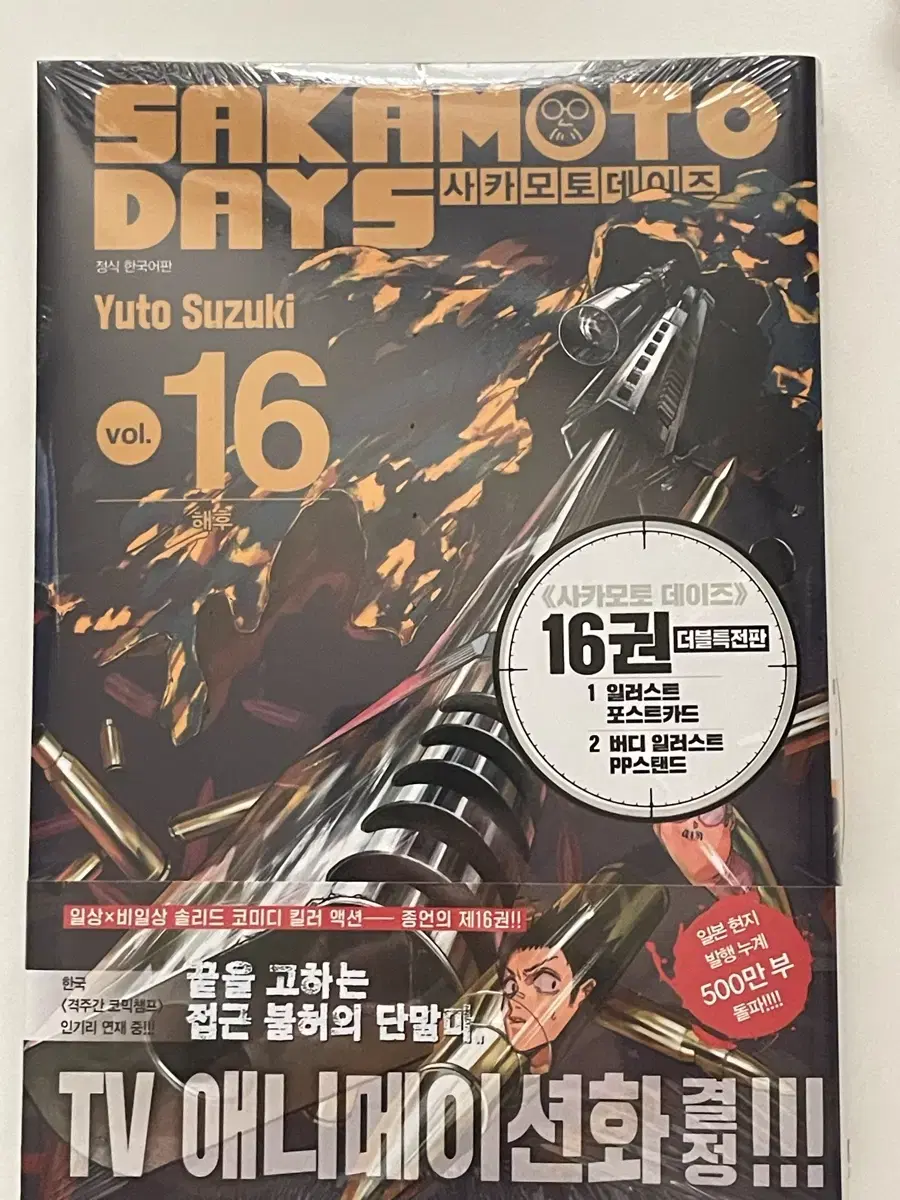 SAKAMOTO
DAYS 사카모토데이즈
정식 한국어판
Yuto Suzuki
vol. 16
해후
《사카모토 데이즈》
16권 더블특전판
1 일러스트
포스트카드
2 버디 일러스트
PP스탠드
일상×비일상 솔리드 코미디 킬러 액션── 종언의 제16권!!
한국
〈격주간 코믹챔프〉
인기리 연재 중!!!
끝을 고하는
접근 불허의 단말마.
일본 현지
발행 누계
500만 부
돌파!!!!
TV 애니메이션화 결정!!!